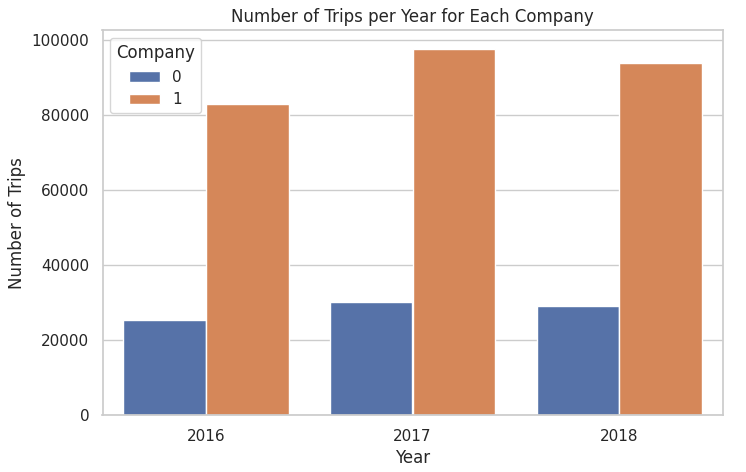 Number of Trips per Year for Each Company
Company
0
1
Number of Trips
100000
80000
60000
40000
20000
0
2016
2017
2018
Year